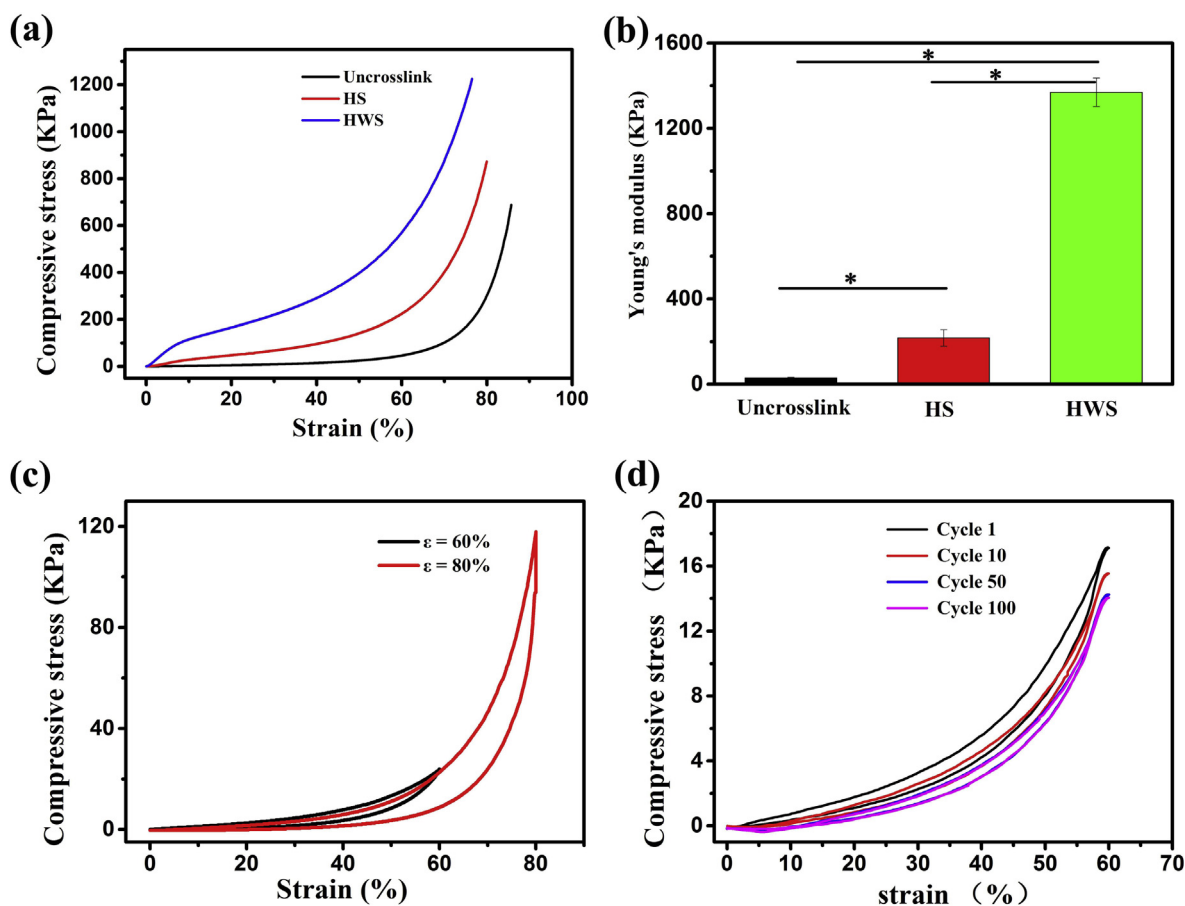 (a)
Compressive stress (KPa)
1200
1000
800
600
400
200
0
Uncrosslink
HS
HWS
0 20 40 60 80 100
Strain (%)
(b)
Young's modulus (KPa)
1600
1200
800
400
0
*
*
*
Uncrosslink HS HWS
(c)
Compressive stress (KPa)
120
80
40
0
ε = 60%
ε = 80%
0 20 40 60 80
Strain (%)
(d)
Compressive stress (KPa)
20
16
12
8
4
0
Cycle 1
Cycle 10
Cycle 50
Cycle 100
0 10 20 30 40 50 60 70
strain (%)